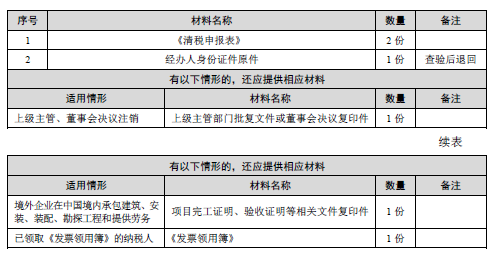 序号 材料名称 数量 备注
1 《清税申报表》 2 份
2 经办人身份证件原件 1 份 查验后退回
有以下情形的，还应提供相应材料
适用情形 材料名称 数量 备注
上级主管、董事会决议注销 上级主管部门批复文件或董事会决议复印件 1 份
续表
有以下情形的，还应提供相应材料
适用情形 材料名称 数量 备注
境外企业在中国境内承包建筑、安
装、装配、勘探工程和提供劳务 项目完工证明、验收证明等相关文件复印件 1 份
已领取《发票领用簿》的纳税人 《发票领用簿》 1 份